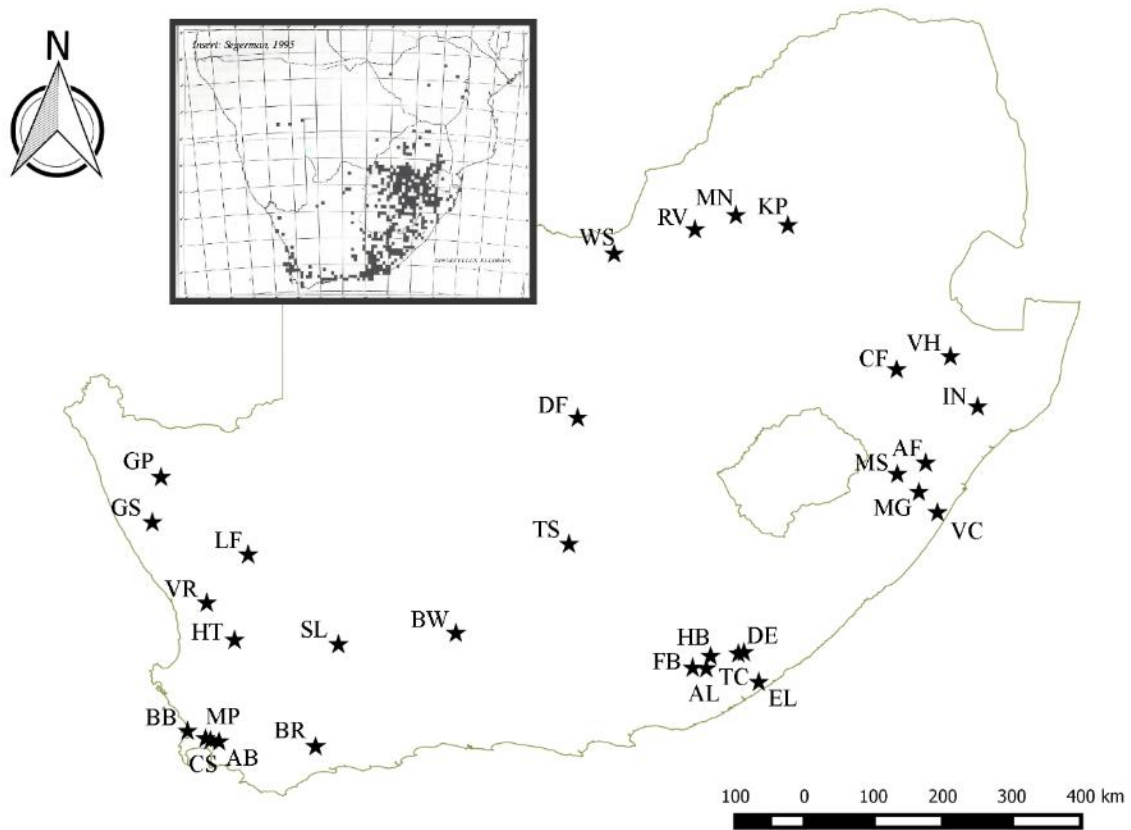 N
Insert: Segerman, 1995
MN
KP
RV
WS
VH
CF
IN
DF
AF
MS
GP
MG
GS
VC
TS
LF
VR
BW
HT
SL
HB
DE
FB
TC
AL
EL
BB
MP
BR
CS
AB
100 0 100 200 300 400 km